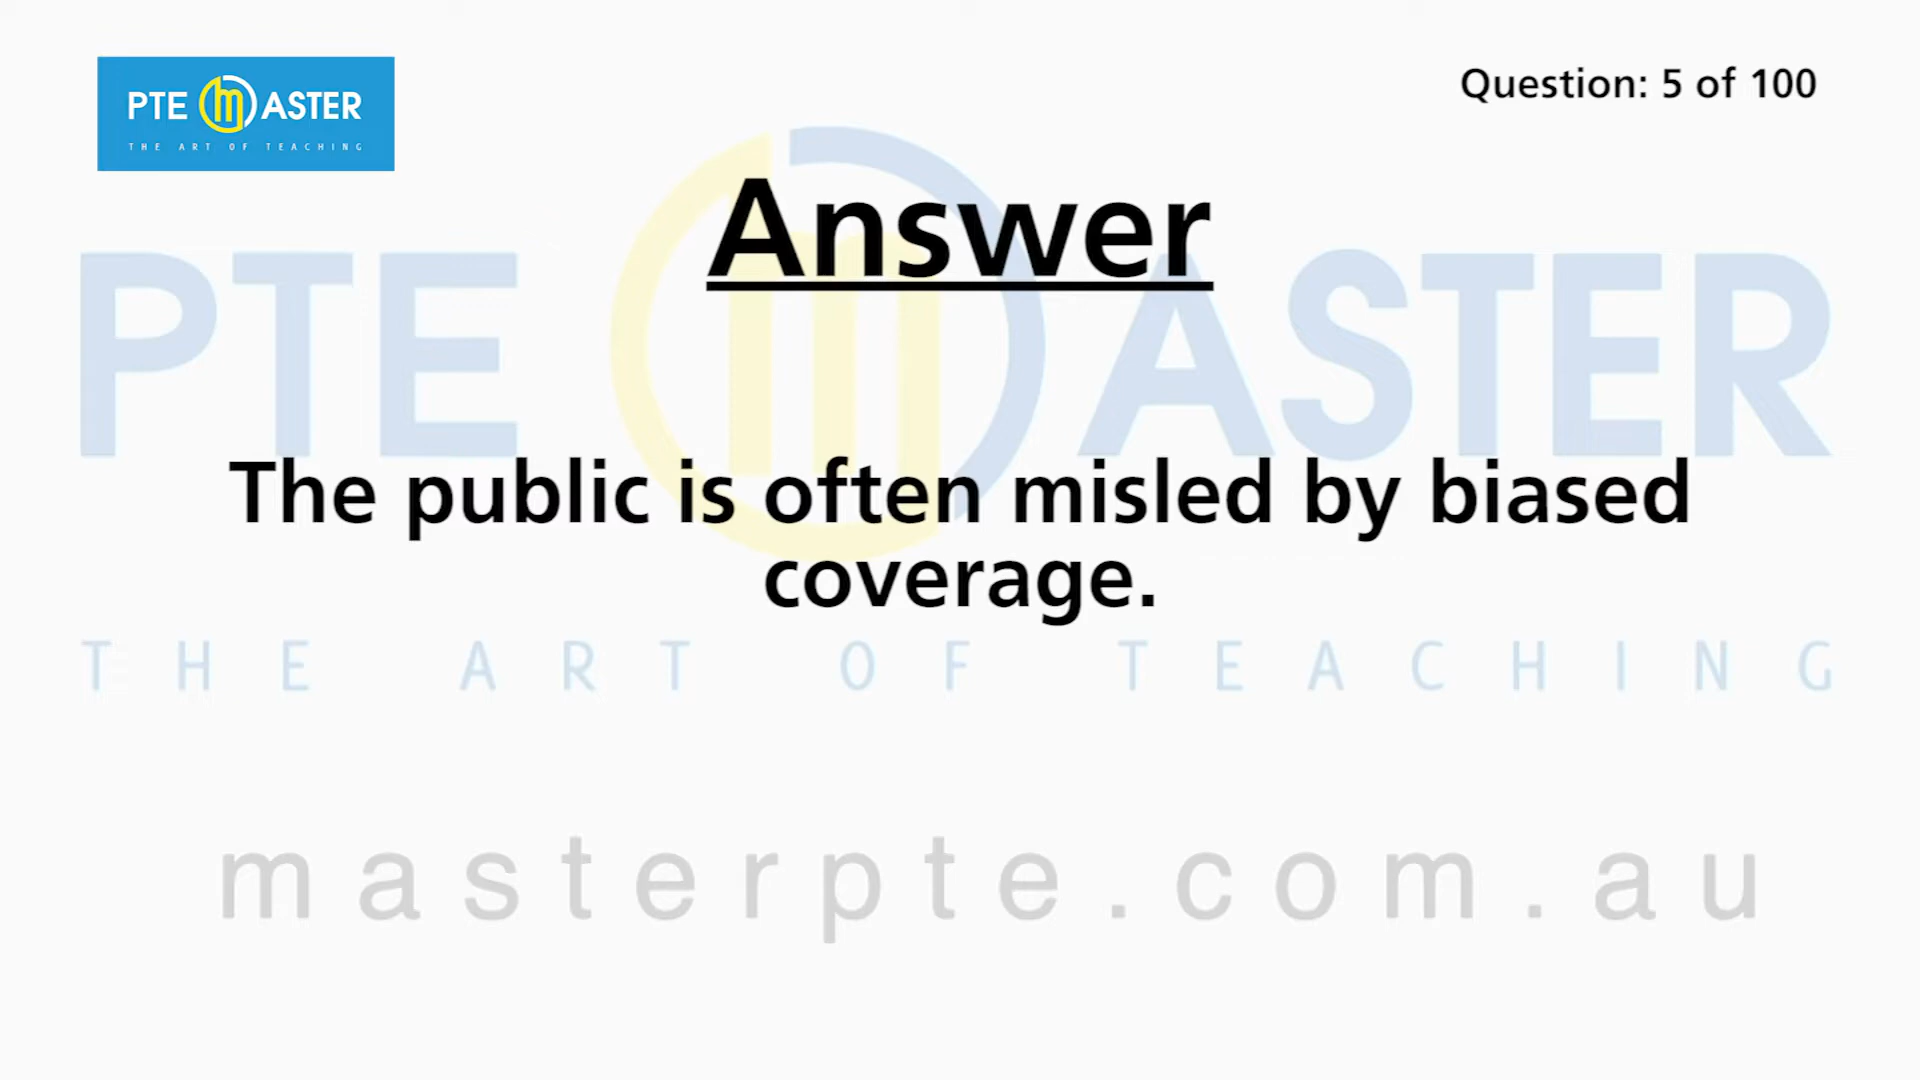 PTE MASTER
THE ART OF TEACHING
Question: 5 of 100
Answer
PTE MASTER
The public is often misled by biased
coverage.
THE ART OF TEACHING
masterpte.com.au